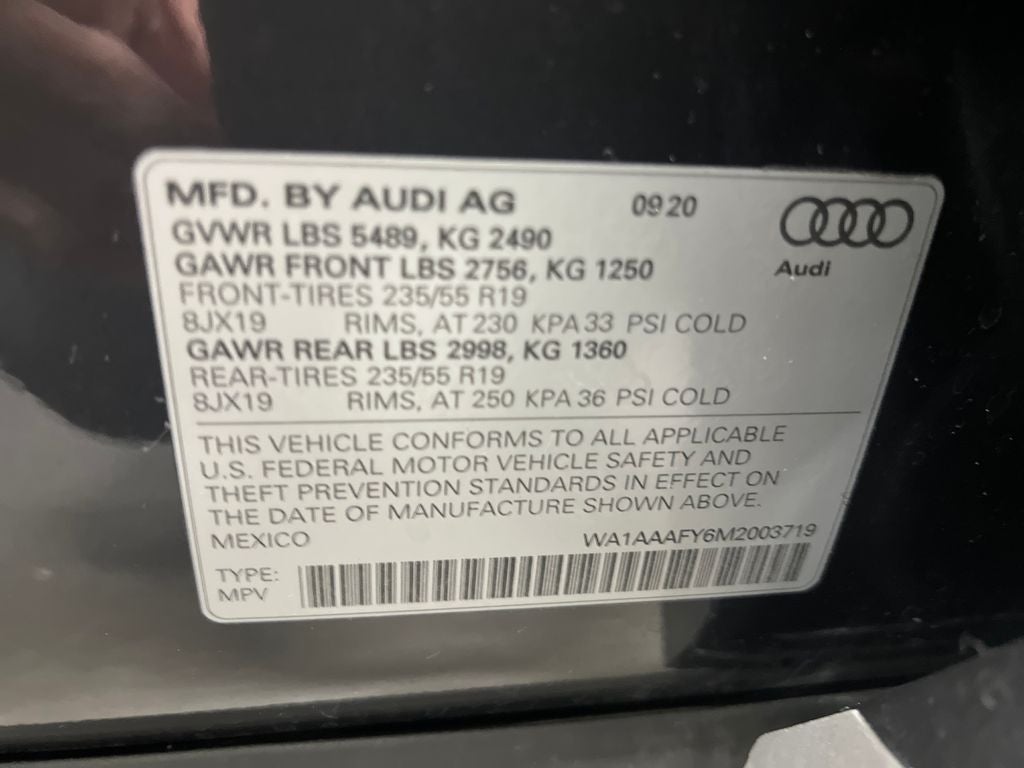 MFD. BY AUDI AG 09 20
GVWR LBS 5489, KG 2490
GAWR FRONT LBS 2756, KG 1250
Audi
FRONT-TIRES 235/55 R19
8JX19 RIMS, AT 230 KPA 33 PSI COLD
GAWR REAR LBS 2998, KG 1360
REAR-TIRES 235/55 R19
8JX19 RIMS, AT 250 KPA 36 PSI COLD
THIS VEHICLE CONFORMS TO ALL APPLICABLE
U.S. FEDERAL MOTOR VEHICLE SAFETY AND
THEFT PREVENTION STANDARDS IN EFFECT ON
THE DATE OF MANUFACTURE SHOWN ABOVE.
MEXICO WA1AAAFY6M2003719
TYPE:
MPV